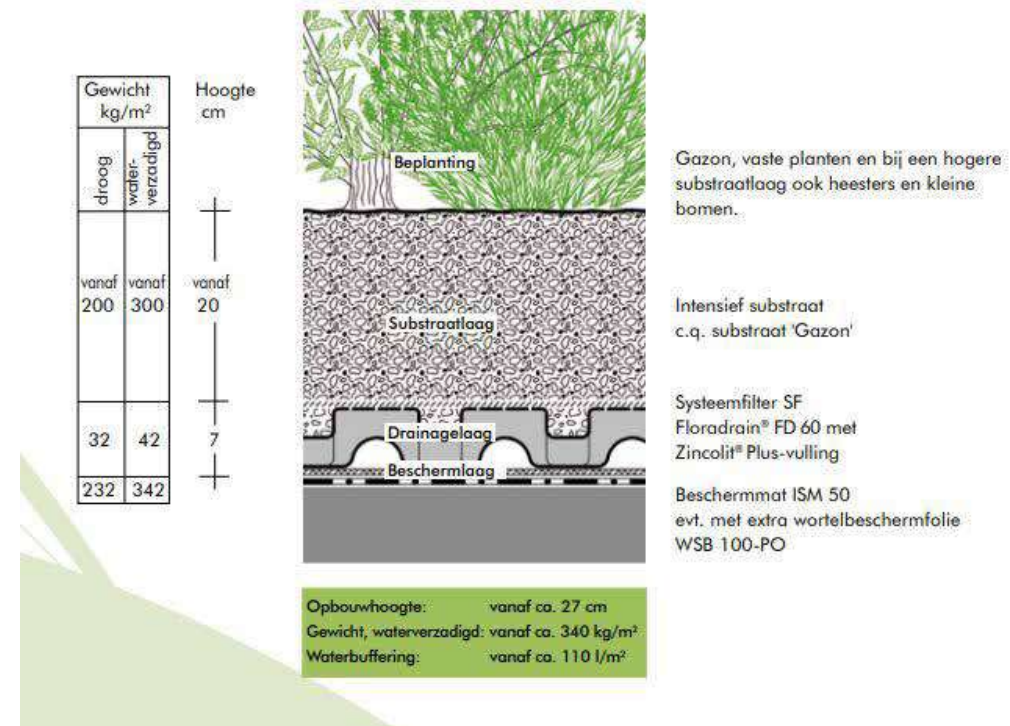 Gewicht
kg/m²
Hoogte
cm
droog
water-
verzadigd
vanaf vanaf vanaf
200 300 20
32 42 7
232 342
Beplanting
Substraatlaag
Drainagelaag
Beschermlaag
Gazon, vaste planten en bij een hogere
substraatlaag ook heesters en kleine
bomen.
Intensief substraat
c.q. substraat 'Gazon'
Systeemfilter SF
Floradrain® FD 60 met
Zincolit® Plus-vulling
Beschermmat ISM 50
evt. met extra wortelbeschermfolie
WSB 100-PO
Opbouwhoogte: vanaf ca. 27 cm
Gewicht, waterverzadigd: vanaf ca. 340 kg/m²
Waterbuffering: vanaf ca. 110 l/m²